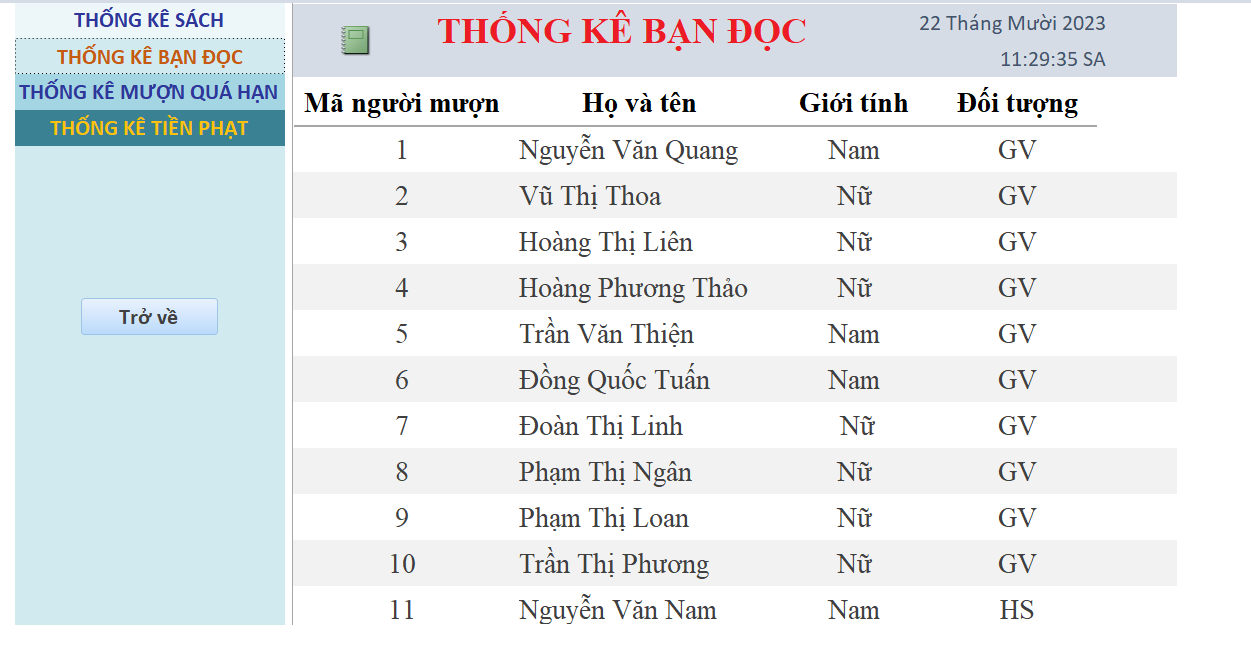 THỐNG KÊ SÁCH
THỐNG KÊ BẠN ĐỌC
THỐNG KÊ MƯỢN QUÁ HẠN
THỐNG KÊ TIỀN PHẠT
Trở về
THỐNG KÊ BẠN ĐỌC
22 Tháng Mười 2023
11:29:35 SA
Mã người mượn Họ và tên Giới tính Đối tượng
1 Nguyễn Văn Quang Nam GV
2 Vũ Thị Thoa Nữ GV
3 Hoàng Thị Liên Nữ GV
4 Hoàng Phương Thảo Nữ GV
5 Trần Văn Thiện Nam GV
6 Đồng Quốc Tuấn Nam GV
7 Đoàn Thị Linh Nữ GV
8 Phạm Thị Ngân Nữ GV
9 Phạm Thị Loan Nữ GV
10 Trần Thị Phương Nữ GV
11 Nguyễn Văn Nam Nam HS